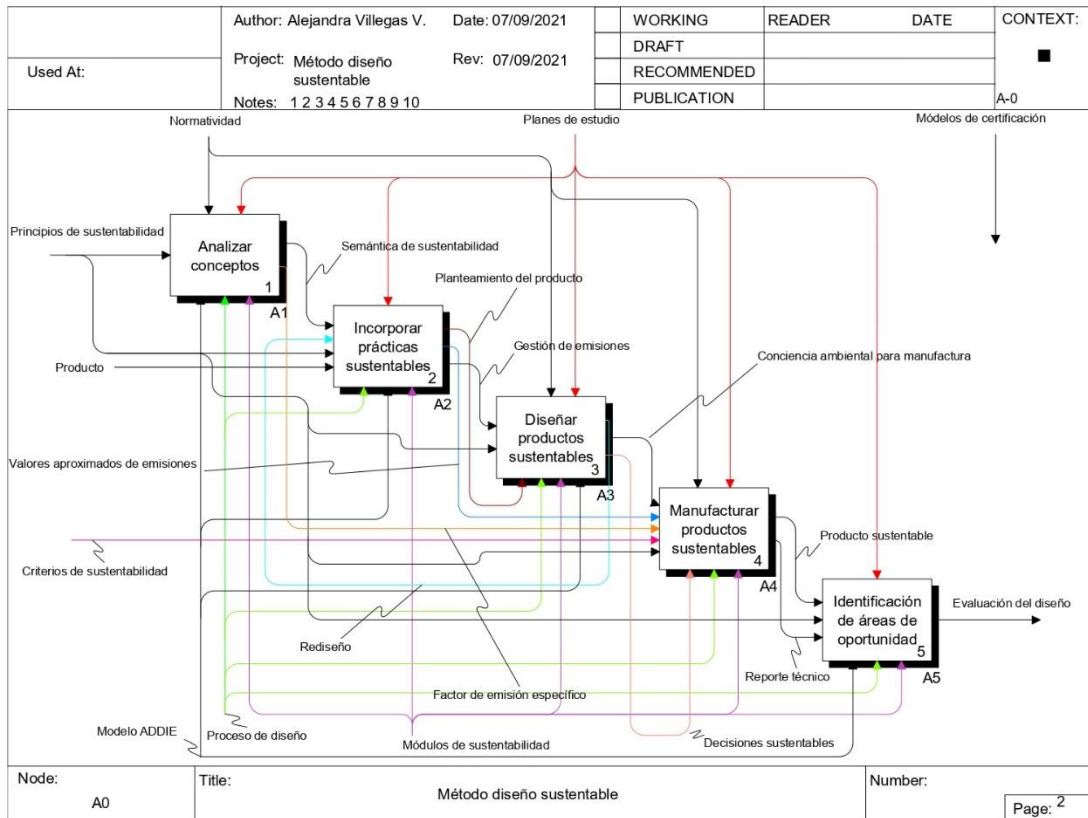 Used At:
Author: Alejandra Villegas V.
Date: 07/09/2021
Project: Método diseño
sustentable
Rev: 07/09/2021
Notes: 1 2 3 4 5 6 7 8 9 10
WORKING
DRAFT
RECOMMENDED
PUBLICATION
READER
DATE
CONTEXT:
A-0
Normatividad
Planes de estudio
Módelos de certificación
Principios de sustentabilidad
Analizar
conceptos
1
A1
Semántica de sustentabilidad
Planteamiento del producto
Incorporar
prácticas
sustentables
2
A2
Gestión de emisiones
Producto
Conciencia ambiental para manufactura
Diseñar
productos
sustentables
3
A3
Valores aproximados de emisiones
Manufacturar
productos
sustentables
4
A4
Producto sustentable
Criterios de sustentabilidad
Identificación
de áreas de
oportunidad
5
A5
Evaluación del diseño
Rediseño
Reporte técnico
Factor de emisión específico
Modelo ADDIE
Proceso de diseño
Módulos de sustentabilidad
Decisiones sustentables
Node:
A0
Title:
Método diseño sustentable
Number:
Page: 2